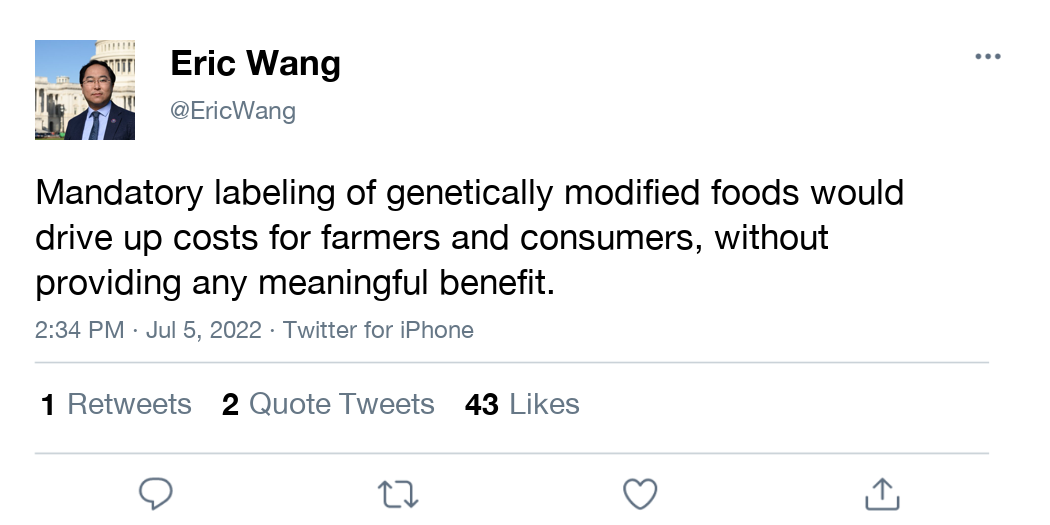 Eric Wang
@EricWang
Mandatory labeling of genetically modified foods would
drive up costs for farmers and consumers, without
providing any meaningful benefit.
2:34 PM · Jul 5, 2022 · Twitter for iPhone
1 Retweets 2 Quote Tweets 43 Likes